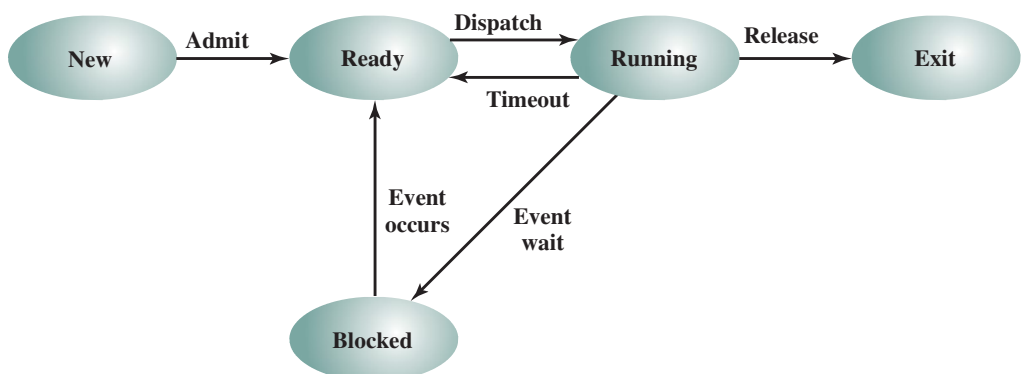 Dispatch
Admit
Release
New
Ready
Running
Exit
Timeout
Event
occurs
Event
wait
Blocked